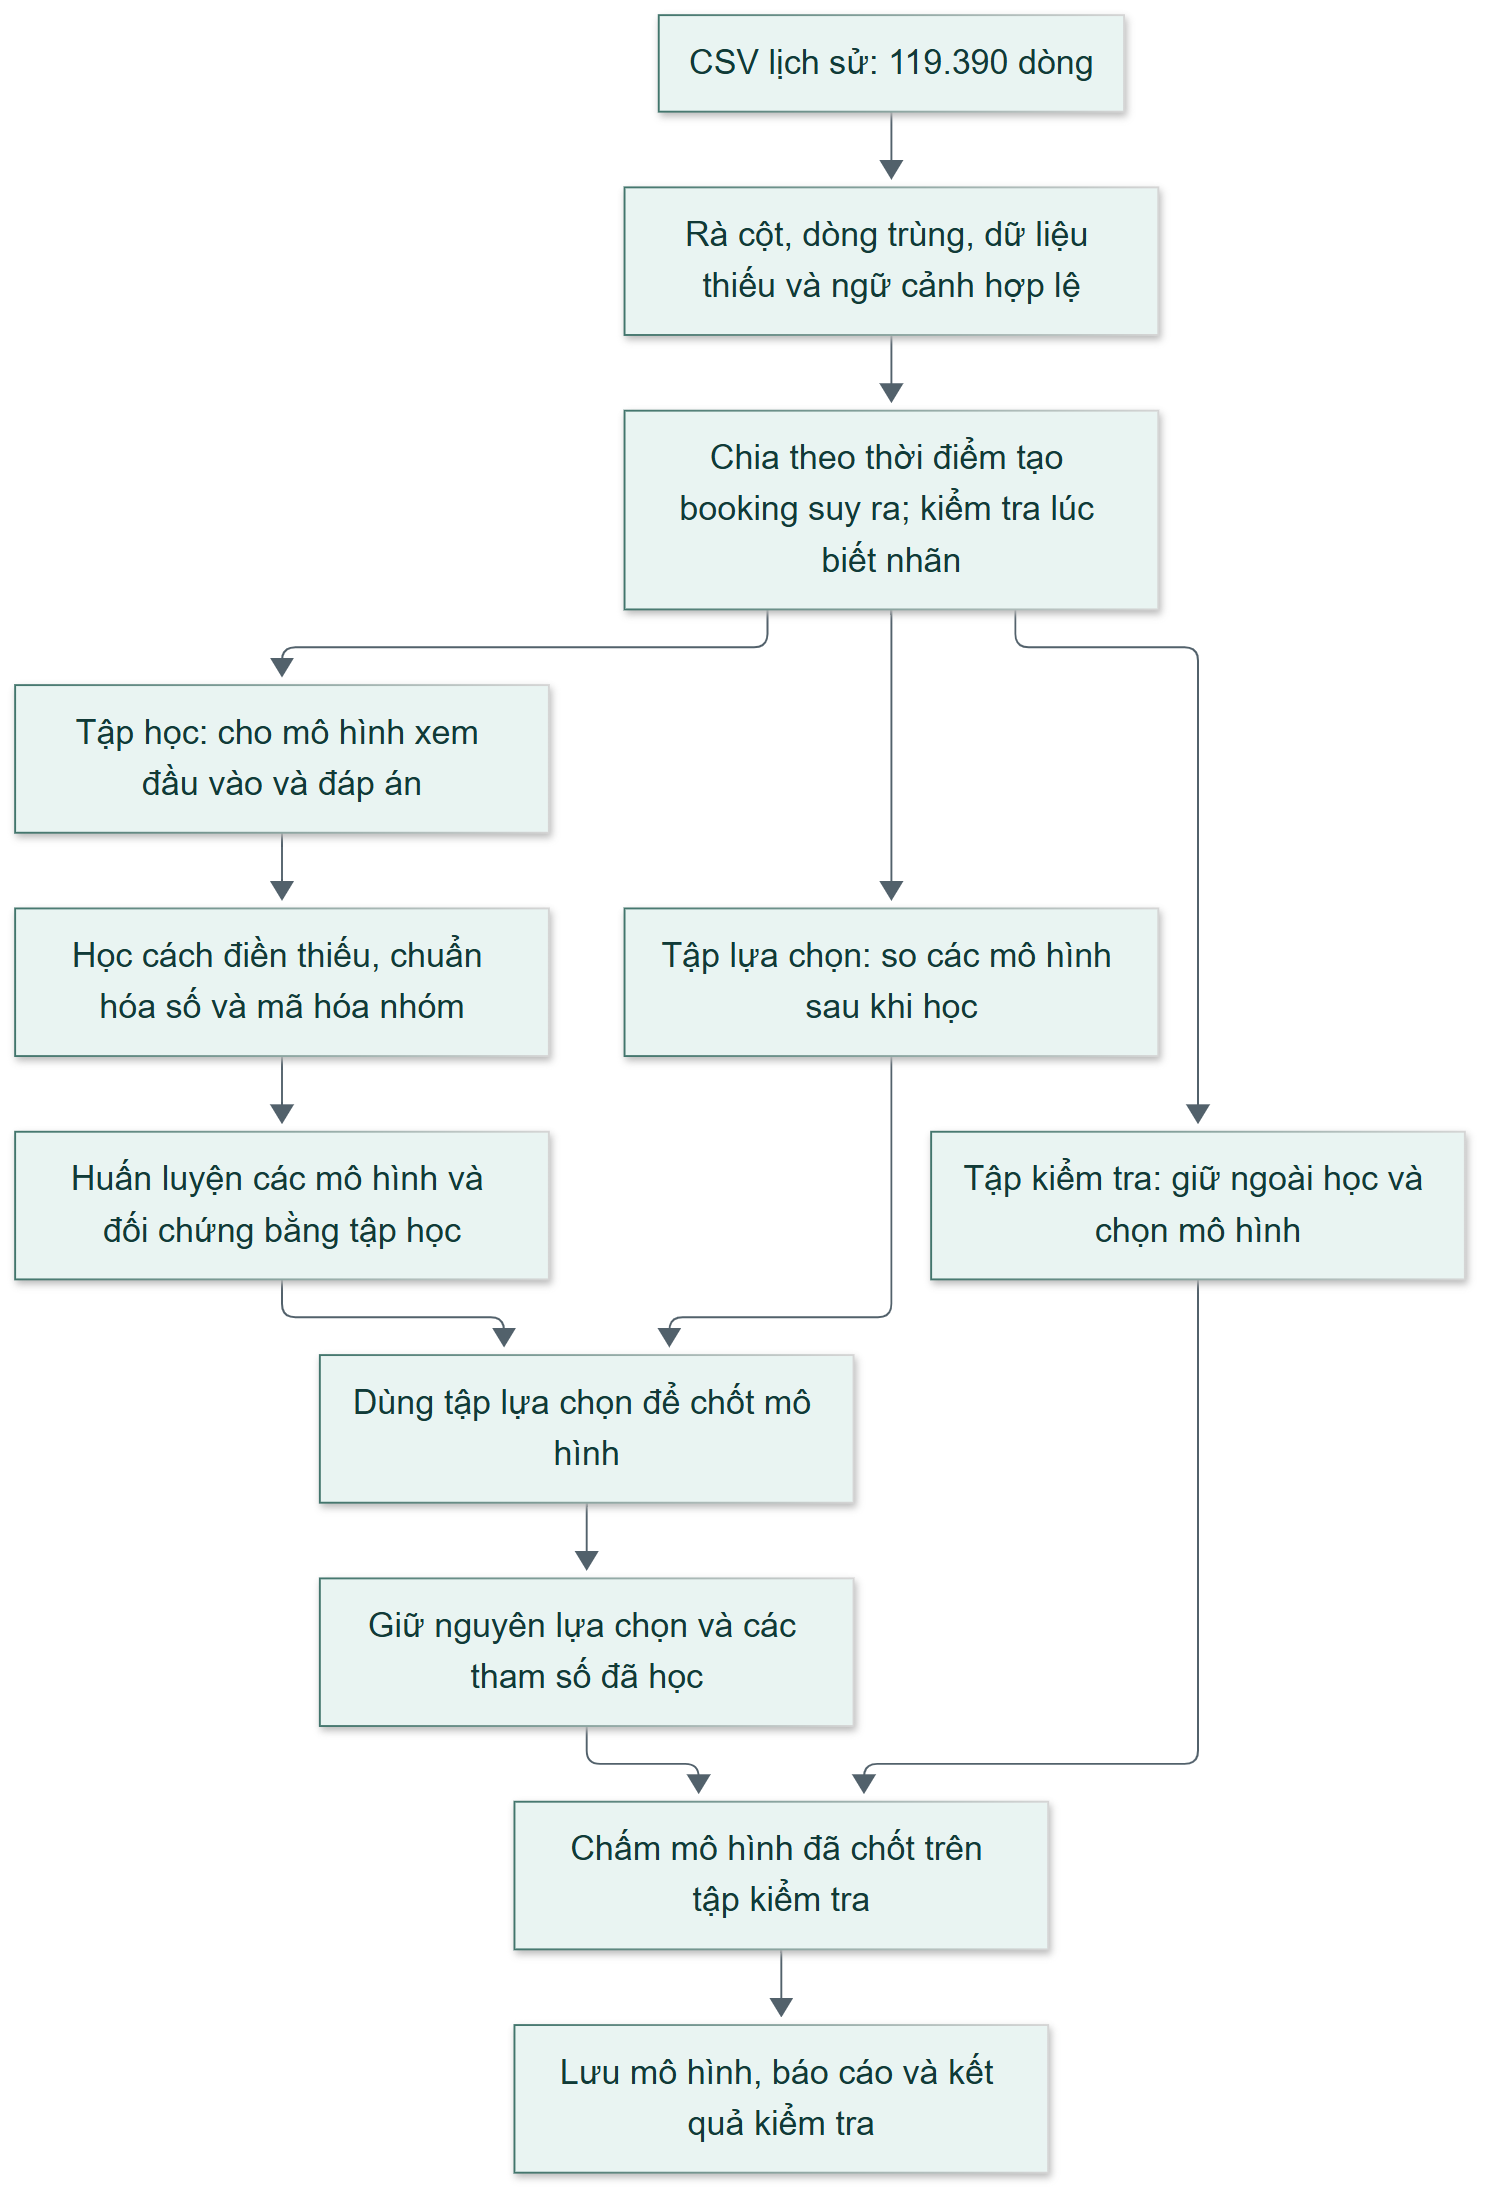 CSV lịch sử: 119.390 dòng
Rà cột, dòng trùng, dữ liệu
thiếu và ngữ cảnh hợp lệ
Chia theo thời điểm tạo
booking suy ra; kiểm tra lúc
biết nhãn
Tập học: cho mô hình xem
đầu vào và đáp án
Học cách điền thiếu, chuẩn
hóa số và mã hóa nhóm
Tập lựa chọn: so các mô hình
sau khi học
Huấn luyện các mô hình và
đối chứng bằng tập học
Tập kiểm tra: giữ ngoài học và
chọn mô hình
Dùng tập lựa chọn để chốt mô
hình
Giữ nguyên lựa chọn và các
tham số đã học
Chấm mô hình đã chốt trên
tập kiểm tra
Lưu mô hình, báo cáo và kết
quả kiểm tra